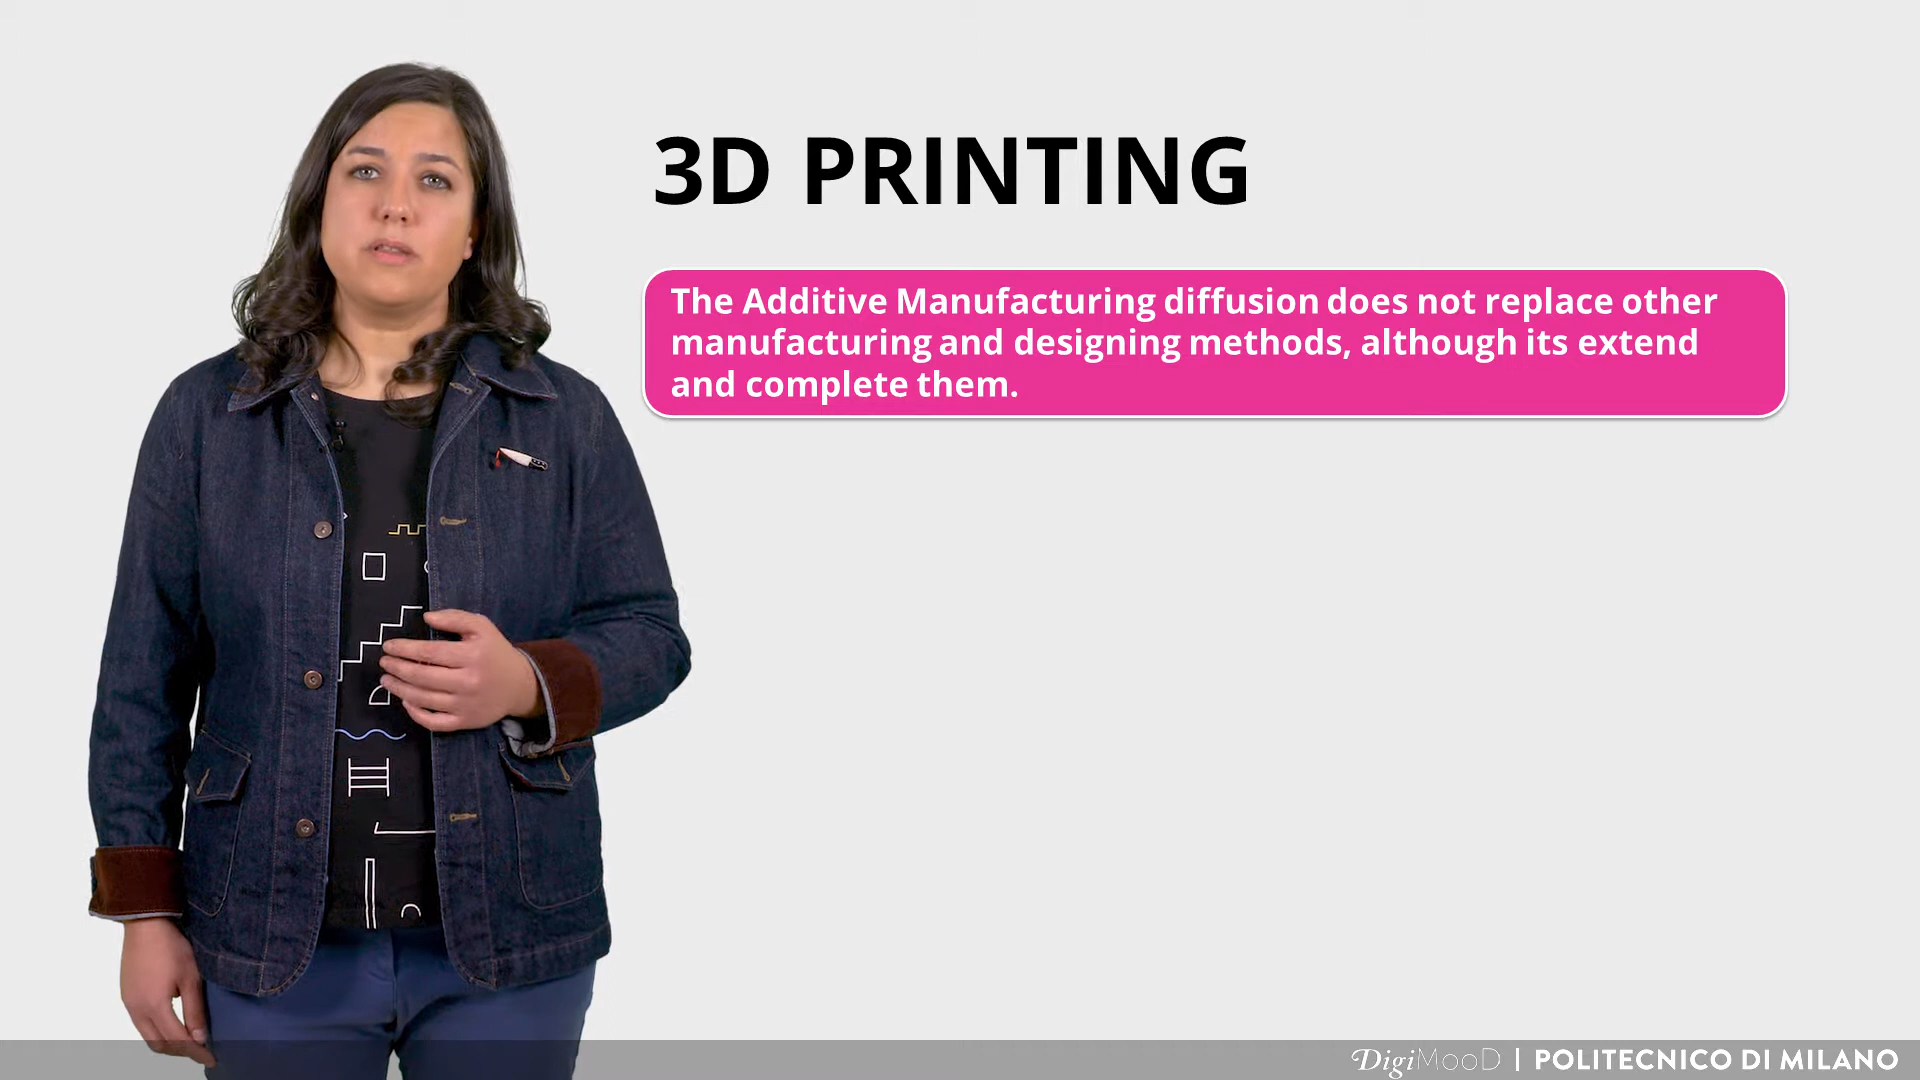 3D PRINTING
The Additive Manufacturing diffusion does not replace other
manufacturing and designing methods, although its extend
and complete them.
DigiMooD | POLITECNICO DI MILANO